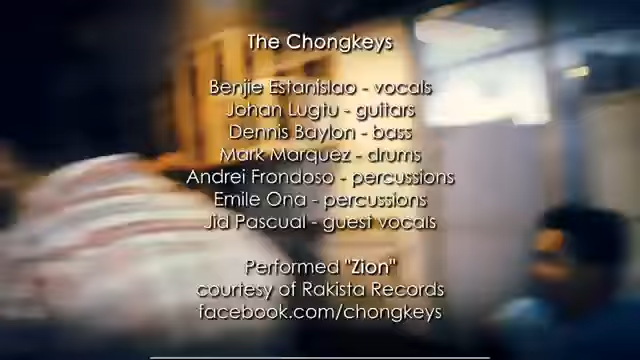 The Chongkeys
Benjie Estanislao - vocals
Johan Lugtu - guitars
Dennis Baylon - bass
Mark Marquez - drums
Andrei Frondoso - percussions
Emile Ona - percussions
Jid Pascual - guest vocals
Performed "Zion"
courtesy of Rakista Records
facebook.com/chongkeys